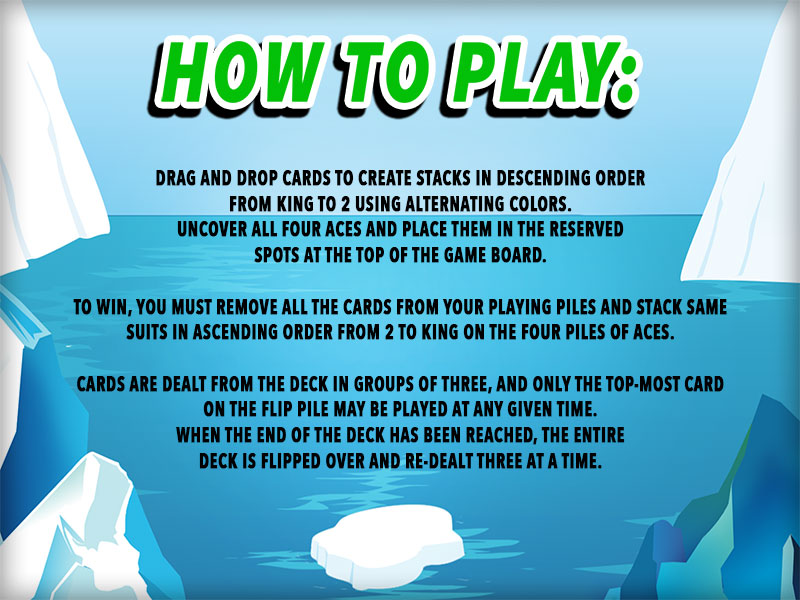 HOW TO PLAY:
DRAG AND DROP CARDS TO CREATE STACKS IN DESCENDING ORDER
FROM KING TO 2 USING ALTERNATING COLORS.
UNCOVER ALL FOUR ACES AND PLACE THEM IN THE RESERVED
SPOTS AT THE TOP OF THE GAME BOARD.
TO WIN, YOU MUST REMOVE ALL THE CARDS FROM YOUR PLAYING PILES AND STACK SAME
SUITS IN ASCENDING ORDER FROM 2 TO KING ON THE FOUR PILES OF ACES.
CARDS ARE DEALT FROM THE DECK IN GROUPS OF THREE, AND ONLY THE TOP-MOST CARD
ON THE FLIP PILE MAY BE PLAYED AT ANY GIVEN TIME.
WHEN THE END OF THE DECK HAS BEEN REACHED, THE ENTIRE
DECK IS FLIPPED OVER AND RE-DEALT THREE AT A TIME.